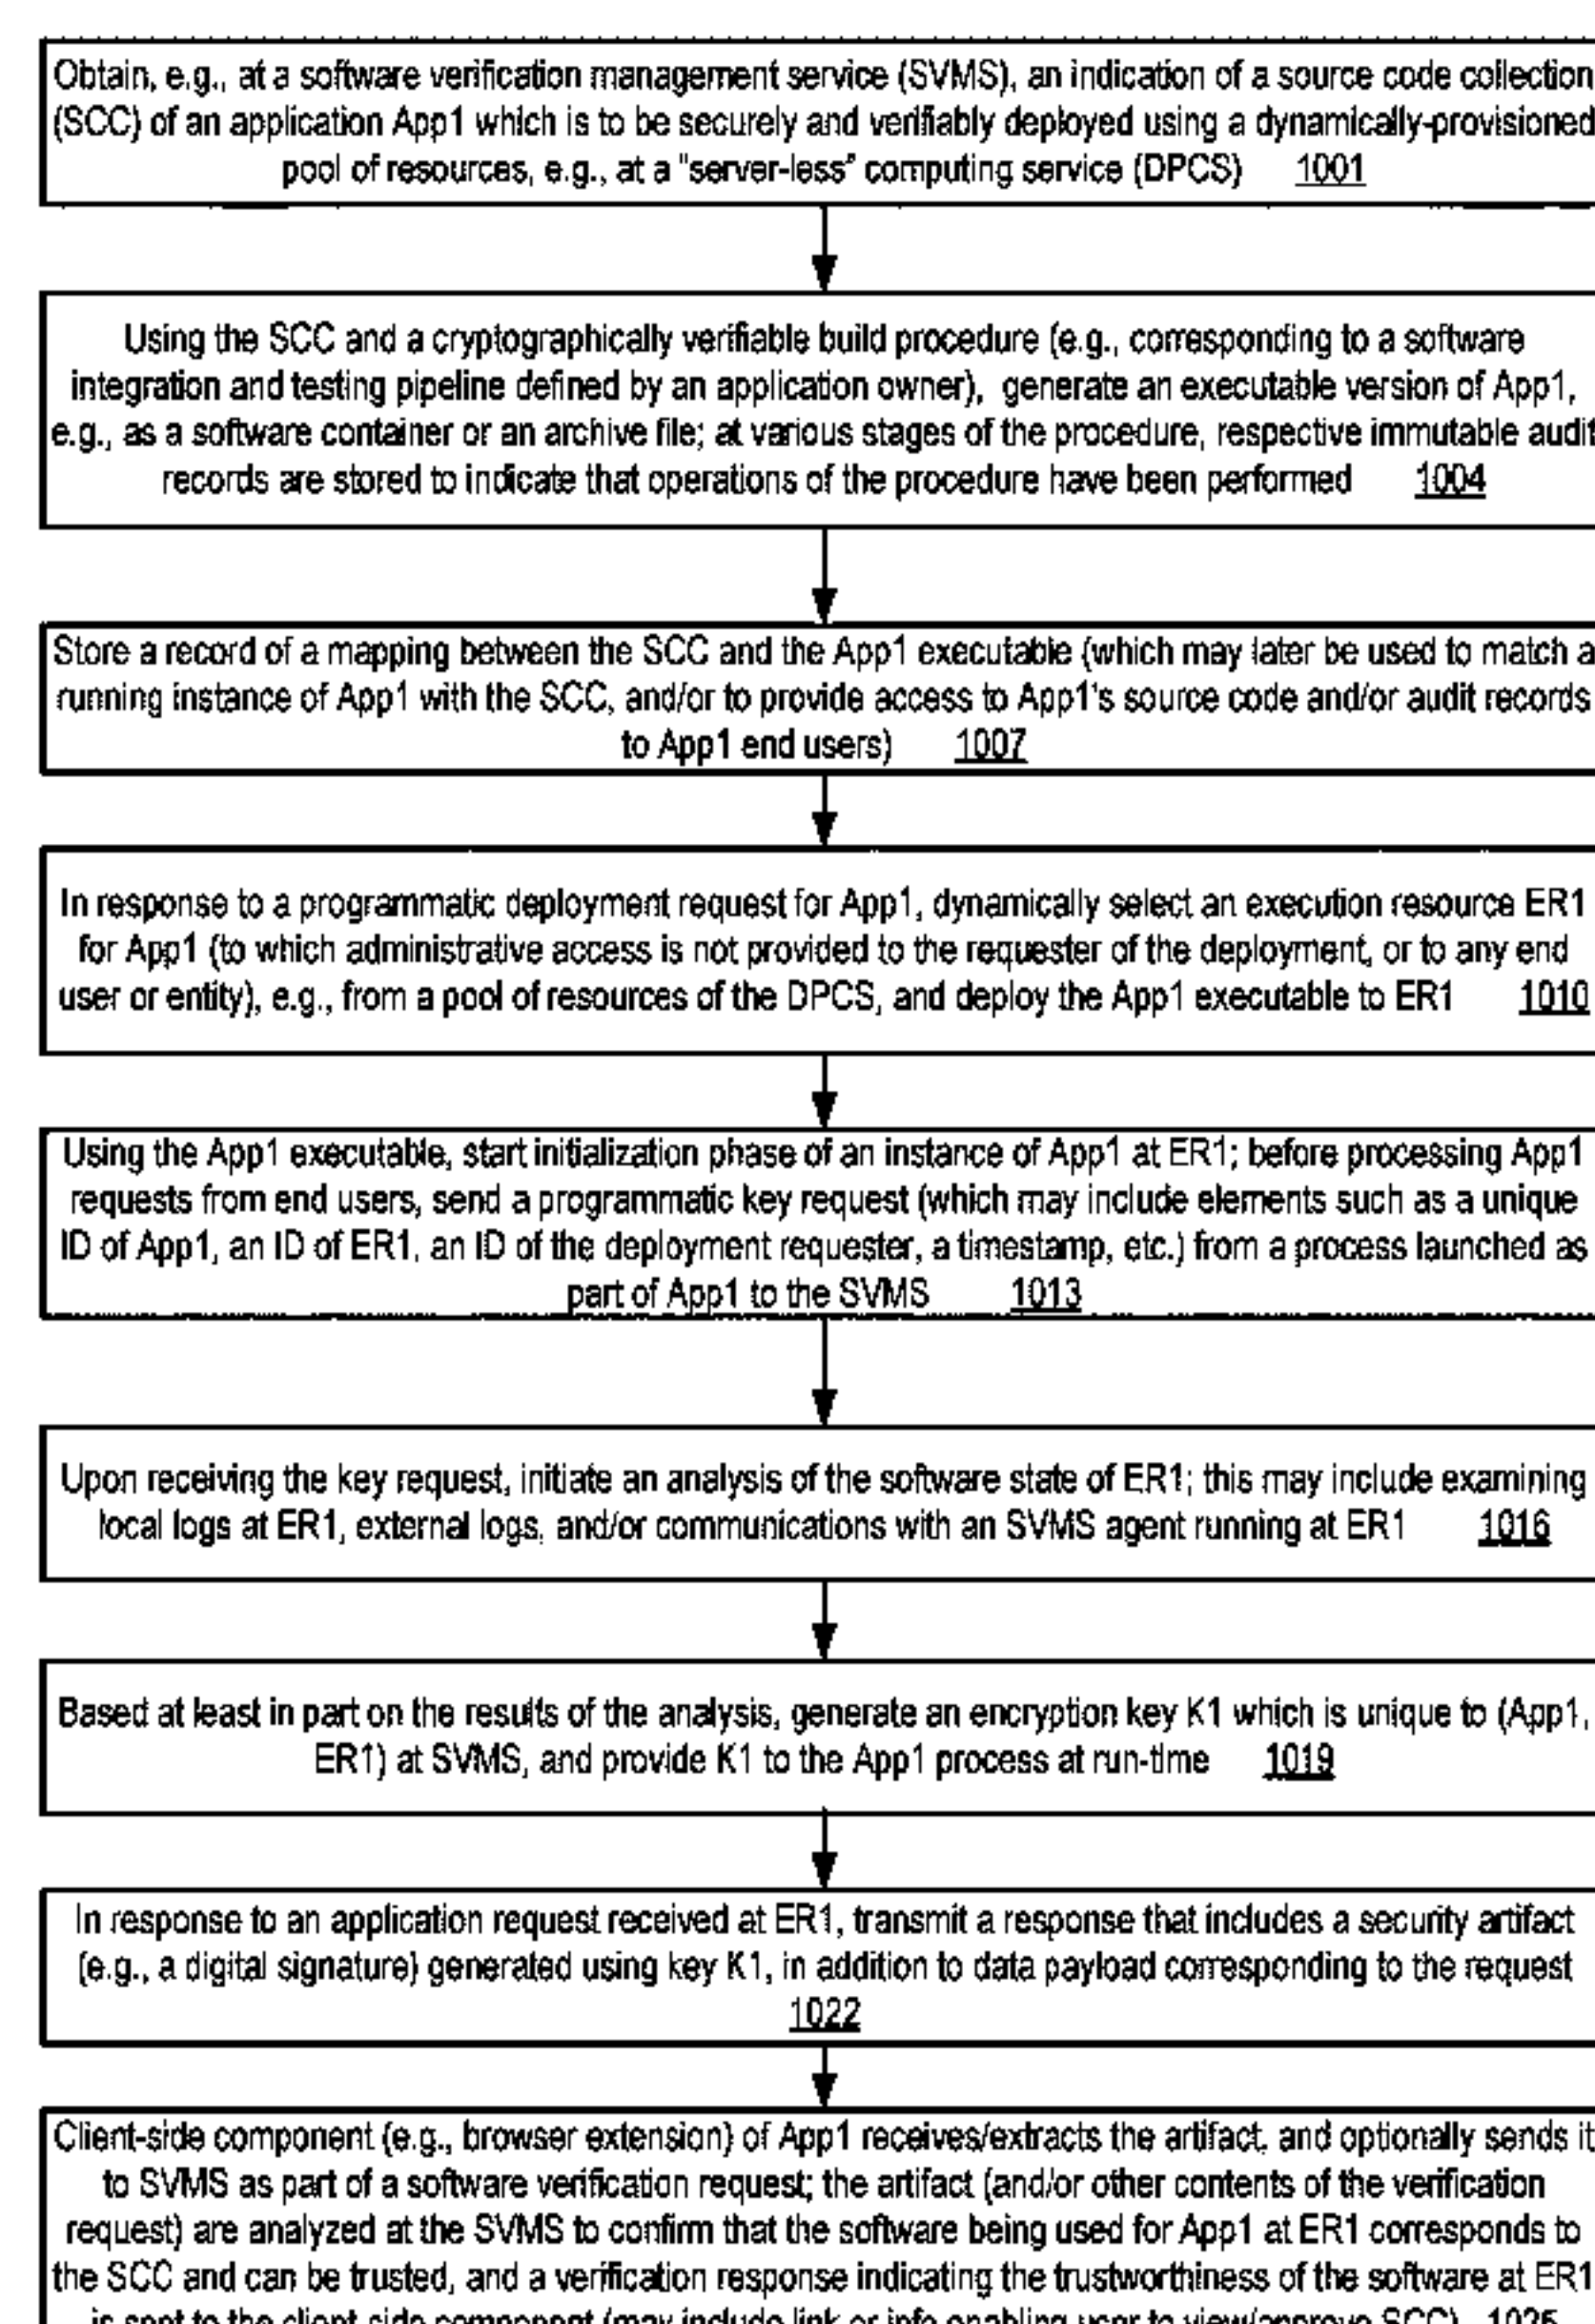 Obtain, e.g., at a software verification management service (SVMS), an indication of a source code collection
(SCC) of an application App1 which is to be securely and verifiably deployed using a dynamically-provisioned
pool of resources, e.g., at a "server-less" computing service (DPCS) 1001
Using the SCC and a cryptographically verifiable build procedure (e.g., corresponding to a software
integration and testing pipeline defined by an application owner), generate an executable version of App1,
e.g., as a software container or an archive file; at various stages of the procedure, respective immutable audit
records are stored to indicate that operations of the procedure have been performed 1004
Store a record of a mapping between the SCC and the App1 executable (which may later be used to match a
running instance of App1 with the SCC, and/or to provide access to App1's source code and/or audit records
to App1 end users) 1007
In response to a programmatic deployment request for App1, dynamically select an execution resource ER1
for App1 (to which administrative access is not provided to the requester of the deployment, or to any end
user or entity), e.g., from a pool of resources of the DPCS, and deploy the App1 executable to ER1 1010
Using the App1 executable, start initialization phase of an instance of App1 at ER1; before processing App1
requests from end users, send a programmatic key request (which may include elements such as a unique
ID of App1, an ID of ER1, an ID of the deployment requester, a timestamp, etc.) from a process launched as
part of App1 to the SVMS 1013
Upon receiving the key request, initiate an analysis of the software state of ER1; this may include examining
local logs at ER1, external logs, and/or communications with an SVMS agent running at ER1 1016
Based at least in part on the results of the analysis, generate an encryption key K1 which is unique to (App1,
ER1) at SVMS, and provide K1 to the App1 process at run-time 1019
In response to an application request received at ER1, transmit a response that includes a security artifact
(e.g., a digital signature) generated using key K1, in addition to data payload corresponding to the request
1022
Client-side component (e.g., browser extension) of App1 receives/extracts the artifact, and optionally sends it
to SVMS as part of a software verification request; the artifact (and/or other contents of the verification
request) are analyzed at the SVMS to confirm that the software being used for App1 at ER1 corresponds to
the SCC and can be trusted, and a verification response indicating the trustworthiness of the software at ER1
is sent to the client-side component (may include link or info enabling user to view/approve SCC) 1025